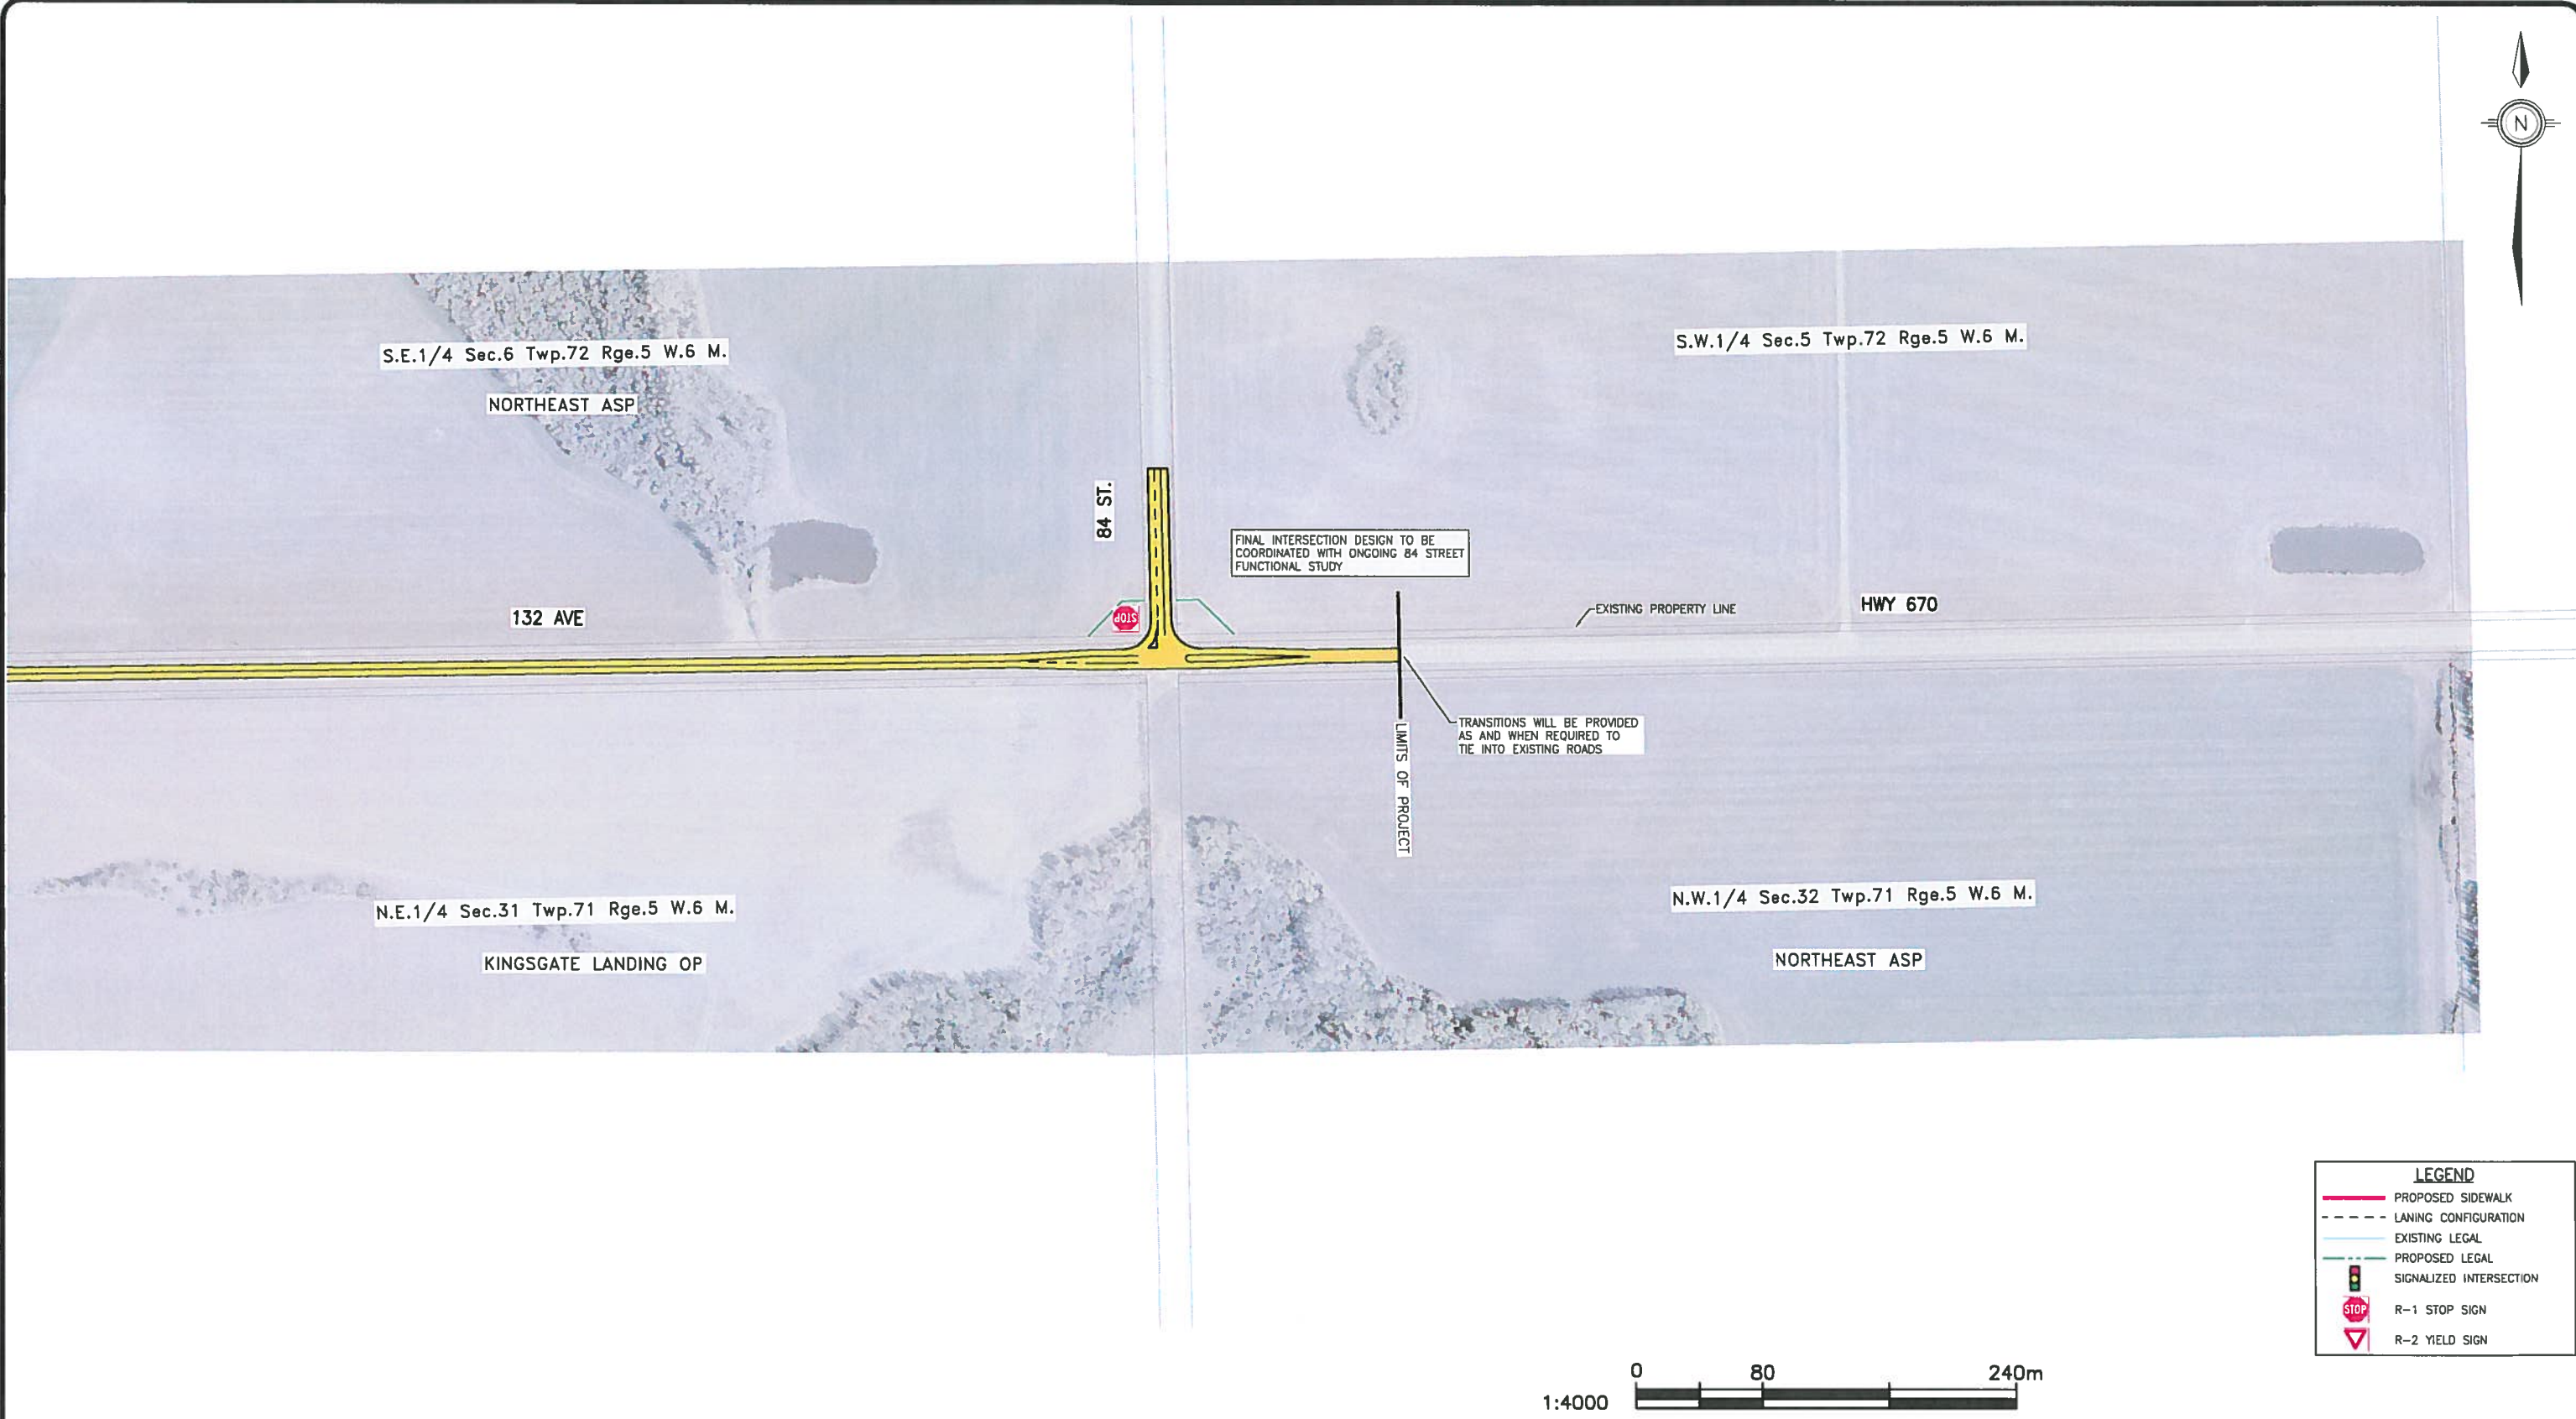 N
S.E.1/4 Sec.6 Twp.72 Rge.5 W.6 M.
NORTHEAST ASP
S.W.1/4 Sec.5 Twp.72 Rge.5 W.6 M.
84 ST.
FINAL INTERSECTION DESIGN TO BE
COORDINATED WITH ONGOING 84 STREET
FUNCTIONAL STUDY
132 AVE
STOP
EXISTING PROPERTY LINE
HWY 670
TRANSITIONS WILL BE PROVIDED
AS AND WHEN REQUIRED TO
TIE INTO EXISTING ROADS
LIMITS OF PROJECT
N.E.1/4 Sec.31 Twp.71 Rge.5 W.6 M.
KINGSGATE LANDING OP
N.W.1/4 Sec.32 Twp.71 Rge.5 W.6 M.
NORTHEAST ASP
LEGEND
PROPOSED SIDEWALK
LANING CONFIGURATION
EXISTING LEGAL
PROPOSED LEGAL
SIGNALIZED INTERSECTION
STOP R-1 STOP SIGN
R-2 YIELD SIGN
0 80 240m
1:4000